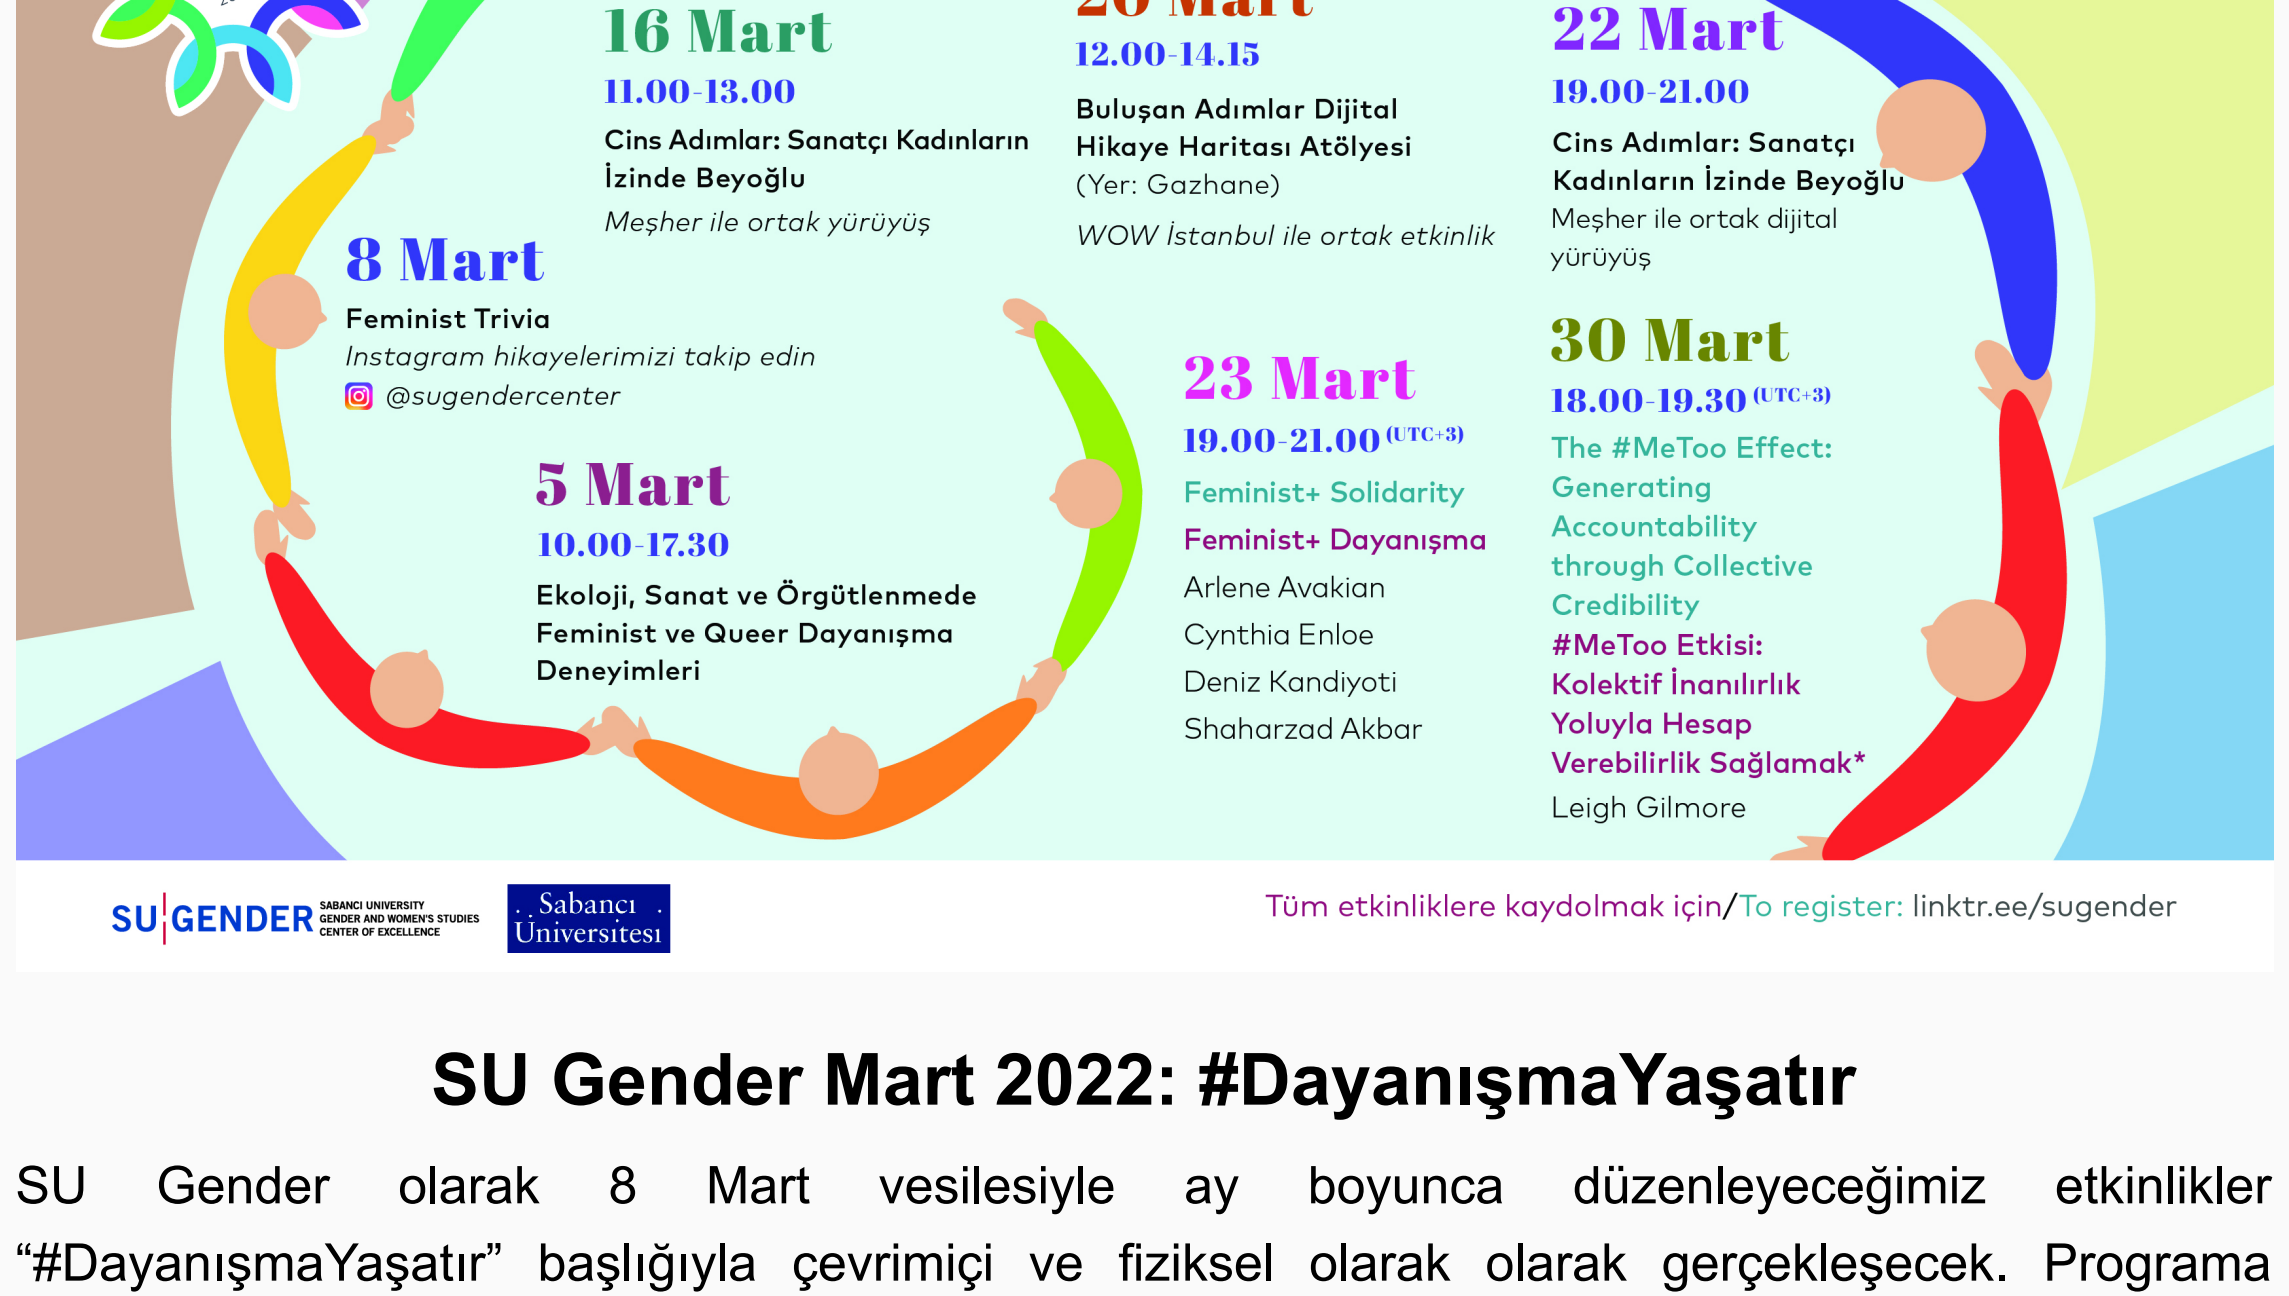 16 Mart
11.00-13.00
Cins Adımlar: Sanatçı Kadınların
İzinde Beyoğlu
Meşher ile ortak yürüyüş
20 Mart
12.00-14.15
Buluşan Adımlar Dijital
Hikaye Haritası Atölyesi
(Yer: Gazhane)
WOW İstanbul ile ortak etkinlik
22 Mart
19.00-21.00
Cins Adımlar: Sanatçı
Kadınların İzinde Beyoğlu
Meşher ile ortak dijital
yürüyüş
8 Mart
Feminist Trivia
Instagram hikayelerimizi takip edin
@sugendercenter
5 Mart
10.00-17.30
Ekoloji, Sanat ve Örgütlenmede
Feminist ve Queer Dayanışma
Deneyimleri
23 Mart
19.00-21.00 (UTC+3)
Feminist+ Solidarity
Feminist+ Dayanışma
Arlene Avakian
Cynthia Enloe
Deniz Kandiyoti
Shaharzad Akbar
30 Mart
18.00-19.30 (UTC+3)
The #MeToo Effect:
Generating
Accountability
through Collective
Credibility
#MeToo Etkisi:
Kolektif İnanılırlık
Yoluyla Hesap
Verebilirlik Sağlamak*
Leigh Gilmore
SU GENDER
SABANCI UNIVERSITY
GENDER AND WOMEN'S STUDIES
CENTER OF EXCELLENCE
Sabancı
Üniversitesi
Tüm etkinliklere kaydolmak için/To register: linktr.ee/sugender
SU Gender Mart 2022: #DayanışmaYaşatır
SU Gender olarak 8 Mart vesilesiyle ay boyunca düzenleyeceğimiz etkinlikler
“#DayanışmaYaşatır” başlığıyla çevrimiçi ve fiziksel olarak olarak gerçekleşecek. Programa